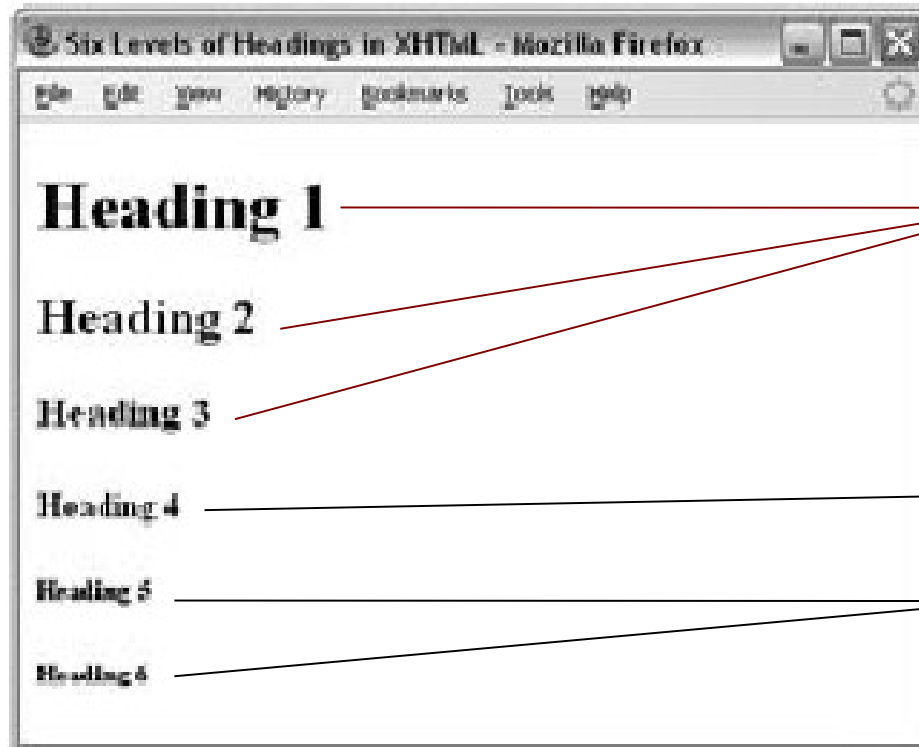 Six Levels of Headings in XHTML - Mozilla Firefox
File Edit View History Bookmarks Tools Help
Heading 1
Heading 2
Heading 3
Heading 4
Heading 5
Heading 6